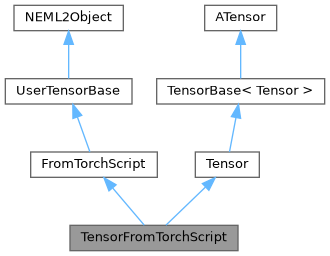 NEML2Object
ATensor
UserTensorBase
TensorBase< Tensor >
FromTorchScript
Tensor
TensorFromTorchScript